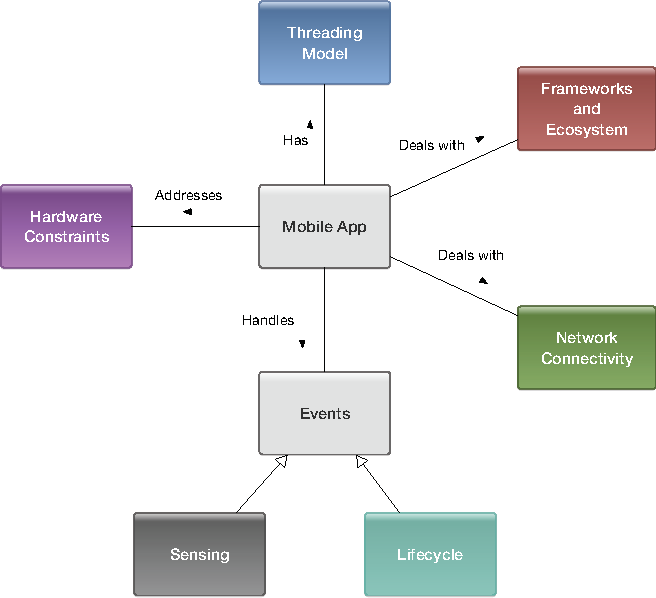 Threading
Model
Frameworks
and
Ecosystem
Has
Deals with
Addresses
Hardware
Constraints
Mobile App
Deals with
Handles
Network
Connectivity
Events
Sensing
Lifecycle